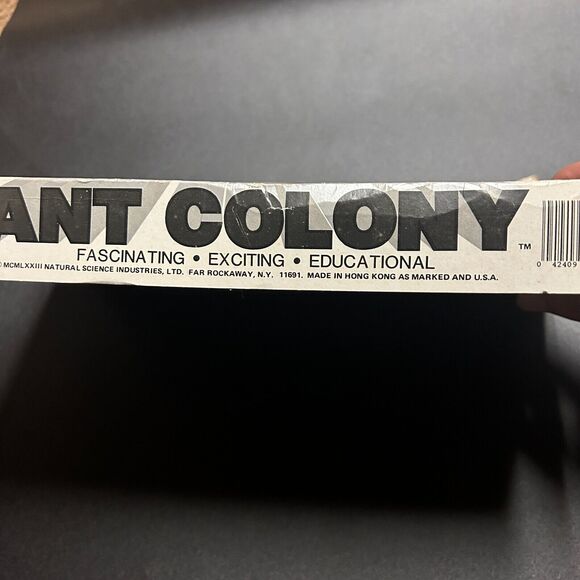 ANT COLONY™
FASCINATING • EXCITING • EDUCATIONAL
© MCMLXXIII NATURAL SCIENCE INDUSTRIES, LTD. FAR ROCKAWAY, N.Y. 11691. MADE IN HONG KONG AS MARKED AND U.S.A.
0 42409